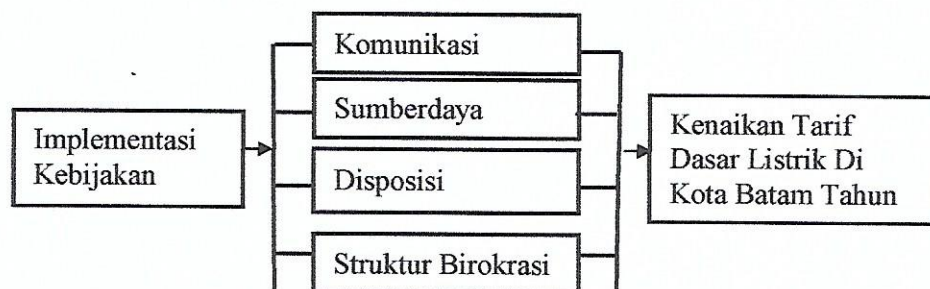 Implementasi
Kebijakan
Komunikasi
Sumberdaya
Disposisi
Struktur Birokrasi
Kenaikan Tarif
Dasar Listrik Di
Kota Batam Tahun